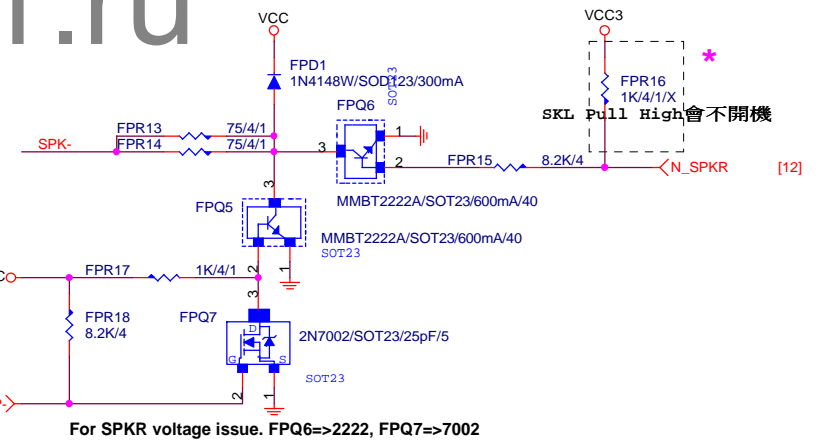 r.ru
VCC
VCC3
*
FPD1
1N4148W/SOD123/300mA
SOT23
FPQ6
FPR16
1K/4/1/X
SKL Pull High會不開機
FPR13 75/4/1
SPK-
FPR14 75/4/1
3
1
2
FPR15 8.2K/4
N_SPKR [12]
3
FPQ5
MMBT2222A/SOT23/600mA/40
MMBT2222A/SOT23/600mA/40
SOT23
2
1
FPR17 1K/4/1
3
FPR18
8.2K/4
FPQ7
D
G
S
2N7002/SOT23/25pF/5
SOT23
2
1
For SPKR voltage issue. FPQ6=>2222, FPQ7=>7002